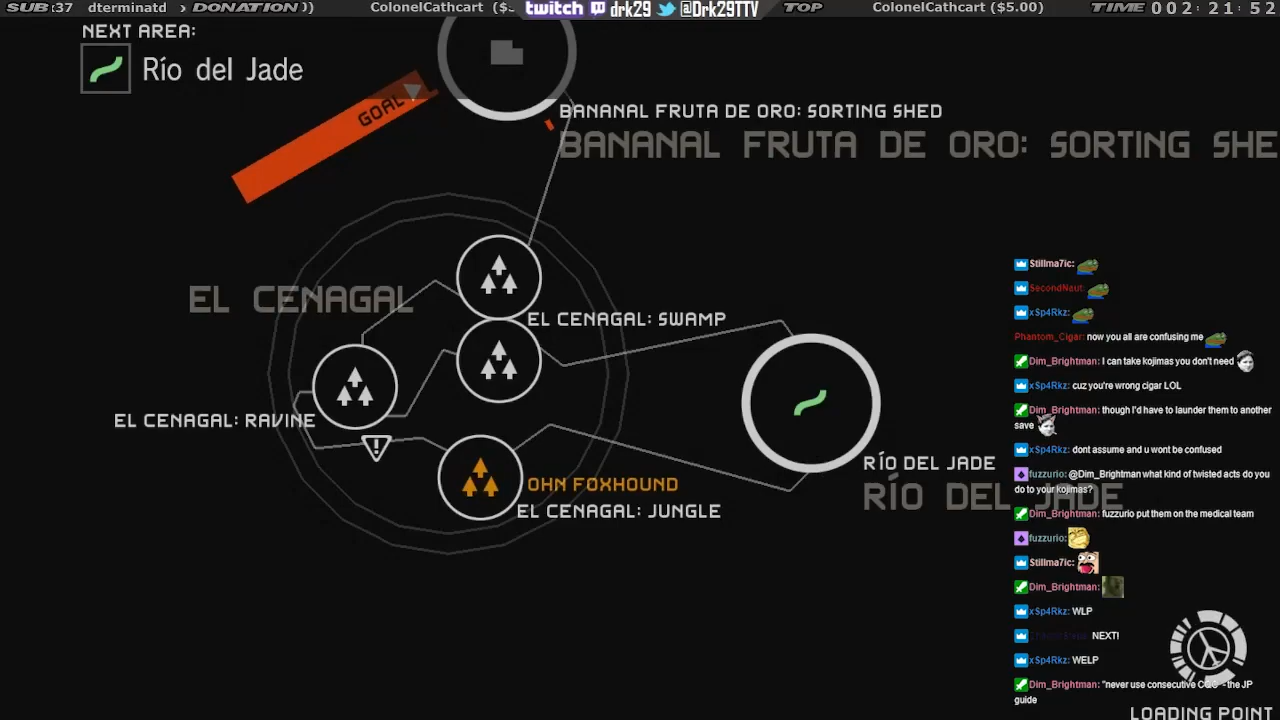 SUB:37 dterminatd > DONATION )) ColonelCathcart ($ twitch drk29 @Drk29TTV TOP ColonelCathcart ($5.00) TIME 002:21:52
NEXT AREA:
Río del Jade
GOAL
BANANAL FRUTA DE ORO: SORTING SHED
BANANAL FRUTA DE ORO: SORTING SHE
EL CENAGAL
EL CENAGAL: SWAMP
EL CENAGAL: RAVINE
OHN FOXHOUND
EL CENAGAL: JUNGLE
RÍO DEL JADE
RÍO DEL JADE
Stillma7ic:
SecondNaut:
xSp4Rkz:
Phantom_Cigar: now you all are confusing me
Dim_Brightman: I can take kojimas you don't need
xSp4Rkz: cuz you're wrong cigar LOL
Dim_Brightman: though I'd have to launder them to another
save
xSp4Rkz: dont assume and u wont be confused
fuzzurio: @Dim_Brightman what kind of twisted acts do you
do to your kojimas?
Dim_Brightman: fuzzurio put them on the medical team
fuzzurio:
Stillma7ic:
Dim_Brightman:
xSp4Rkz: WLP
NEXT!
xSp4Rkz: WELP
Dim_Brightman: "never use consecutive CQC" - the JP
guide
LOADING POINT